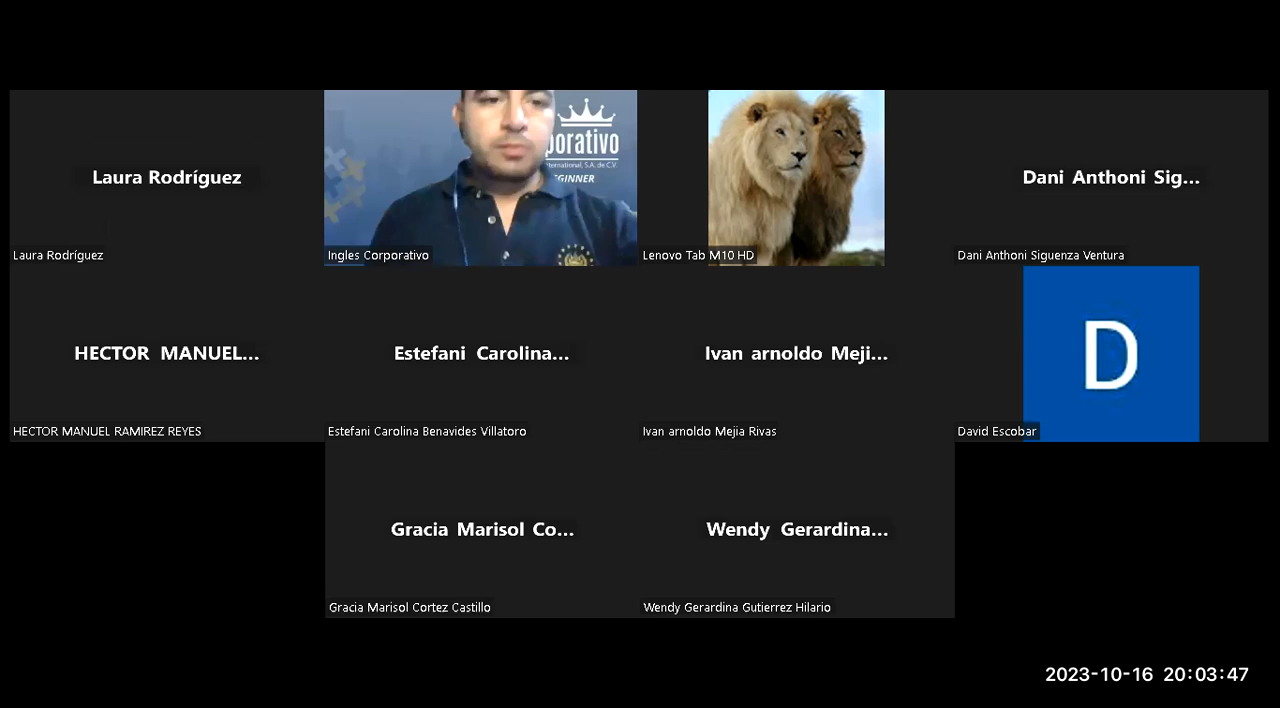 Laura Rodríguez
Laura Rodríguez
porativo
ternational, S.A. de C.V.
GINNER
Ingles Corporativo
Lenovo Tab M10 HD
Dani Anthoni Sig...
Dani Anthoni Siguenza Ventura
HECTOR MANUEL...
HECTOR MANUEL RAMIREZ REYES
Estefani Carolina...
Estefani Carolina Benavides Villatoro
Ivan arnoldo Meji...
Ivan arnoldo Mejia Rivas
D
David Escobar
Gracia Marisol Co...
Gracia Marisol Cortez Castillo
Wendy Gerardina...
Wendy Gerardina Gutierrez Hilario
2023-10-16 20:03:47